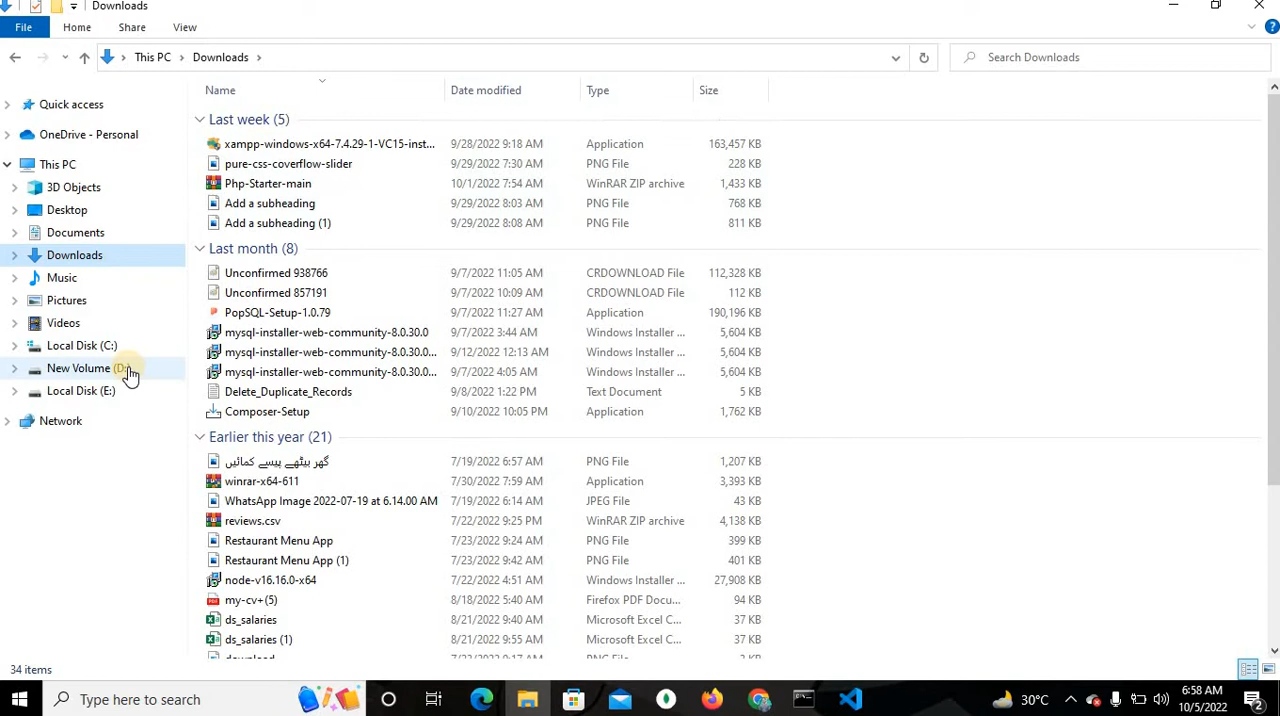 Downloads
File Home Share View
This PC Downloads
Search Downloads
Name Date modified Type Size
Quick access
OneDrive - Personal
This PC
3D Objects
Desktop
Documents
Downloads
Music
Pictures
Videos
Local Disk (C:)
New Volume (D:)
Local Disk (E:)
Network
Last week (5)
xampp-windows-x64-7.4.29-1-VC15-inst... 9/28/2022 9:18 AM Application 163,457 KB
pure-css-coverflow-slider 9/29/2022 7:30 AM PNG File 228 KB
Php-Starter-main 10/1/2022 7:54 AM WinRAR ZIP archive 1,433 KB
Add a subheading 9/29/2022 8:03 AM PNG File 768 KB
Add a subheading (1) 9/29/2022 8:08 AM PNG File 811 KB
Last month (8)
Unconfirmed 938766 9/7/2022 11:05 AM CRDOWNLOAD File 112,328 KB
Unconfirmed 857191 9/7/2022 10:09 AM CRDOWNLOAD File 112 KB
PopSQL-Setup-1.0.79 9/7/2022 11:27 AM Application 190,196 KB
mysql-installer-web-community-8.0.30.0 9/7/2022 3:44 AM Windows Installer ... 5,604 KB
mysql-installer-web-community-8.0.30.0... 9/12/2022 12:13 AM Windows Installer ... 5,604 KB
mysql-installer-web-community-8.0.30.0... 9/7/2022 4:05 AM Windows Installer ... 5,604 KB
Delete_Duplicate_Records 9/8/2022 1:22 PM Text Document 5 KB
Composer-Setup 9/10/2022 10:05 PM Application 1,762 KB
Earlier this year (21)
گھر بیٹھے پیسے کمائیں 7/19/2022 6:57 AM PNG File 1,207 KB
winrar-x64-611 7/30/2022 7:59 AM Application 3,393 KB
WhatsApp Image 2022-07-19 at 6.14.00 AM 7/19/2022 6:14 AM JPEG File 43 KB
reviews.csv 7/22/2022 9:25 PM WinRAR ZIP archive 4,138 KB
Restaurant Menu App 7/23/2022 9:24 AM PNG File 399 KB
Restaurant Menu App (1) 7/23/2022 9:42 AM PNG File 401 KB
node-v16.16.0-x64 7/22/2022 4:51 AM Windows Installer ... 27,908 KB
my-cv+(5) 8/18/2022 5:40 AM Firefox PDF Docu... 94 KB
ds_salaries 8/21/2022 9:40 AM Microsoft Excel C... 37 KB
ds_salaries (1) 8/21/2022 9:55 AM Microsoft Excel C... 37 KB
34 items
Type here to search
30°C
6:58 AM
10/5/2022
2